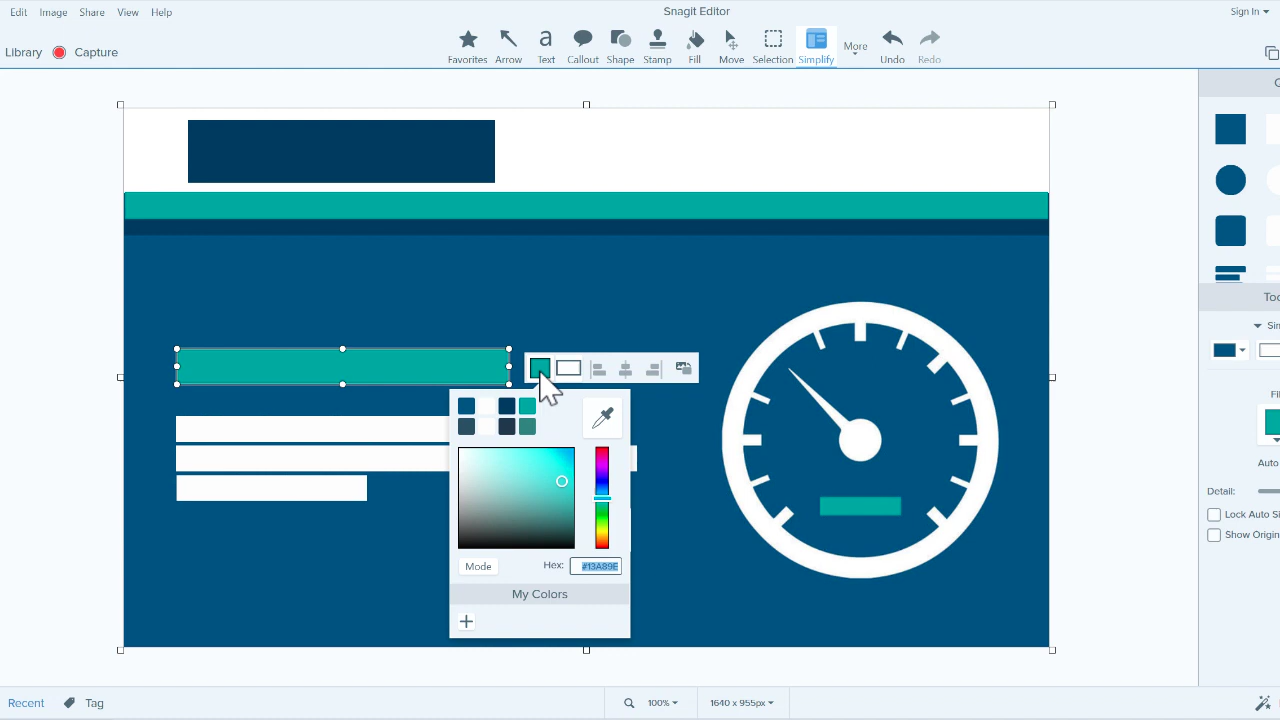 Edit Image Share View Help
Snagit Editor
Sign In
Library Capture
Favorites Arrow Text Callout Shape Stamp Fill Move Selection Simplify More Undo Redo
a
Mode Hex: #13A89E
My Colors
Auto
Detail:
Lock Auto Si
Show Origin
Recent Tag 100% 1640 x 955px